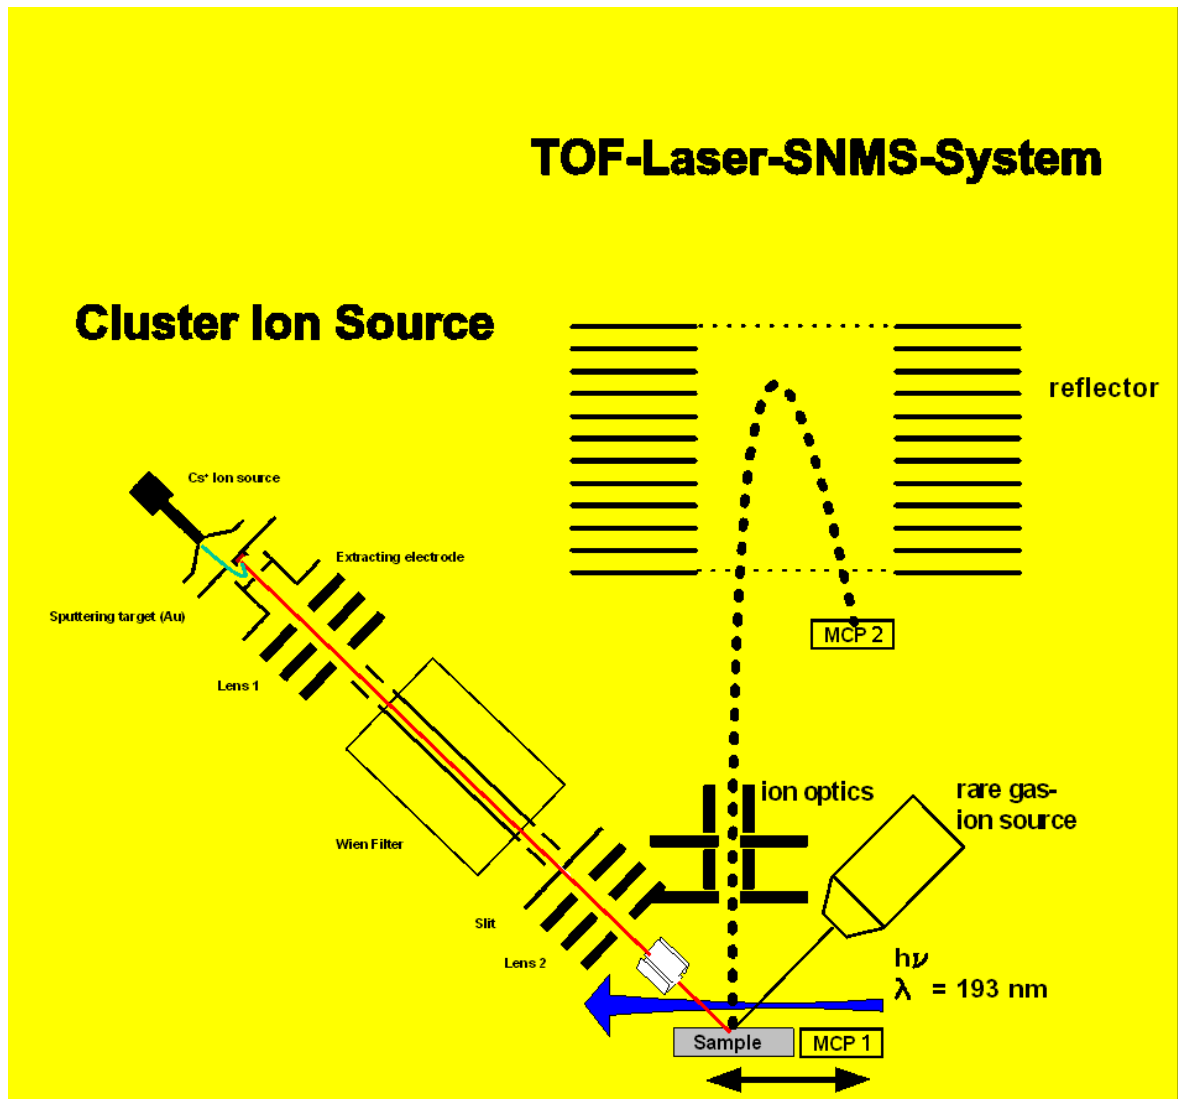 TOF-Laser-SNMS-System
Cluster Ion Source
reflector
Cs+ Ion source
Extracting electrode
Sputtering target (Au)
MCP 2
Lens 1
ion optics
rare gas-
ion source
Wien Filter
Slit
Lens 2
hν
λ = 193 nm
Sample
MCP 1